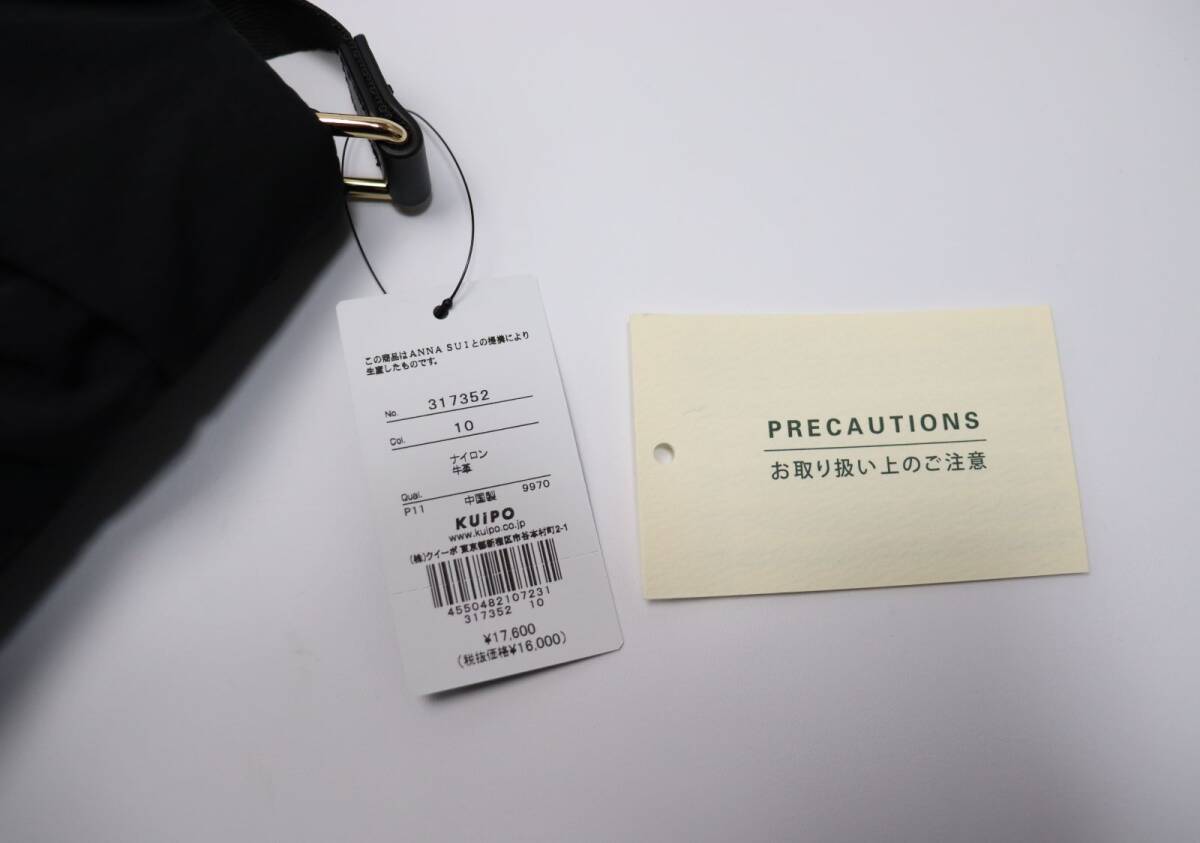 この商品はANNA SUIとの提携により
生産したものです。
No. 317352
Col. 10
ナイロン
牛革
Qual.
P11 中国製 9970
KUiPO
www.kuipo.co.jp
(株)クイーポ 東京都新宿区市谷本村町2-1
4550482107231
317352 10
¥17,600
(税抜価格¥16,000)
PRECAUTIONS
お取り扱い上のご注意